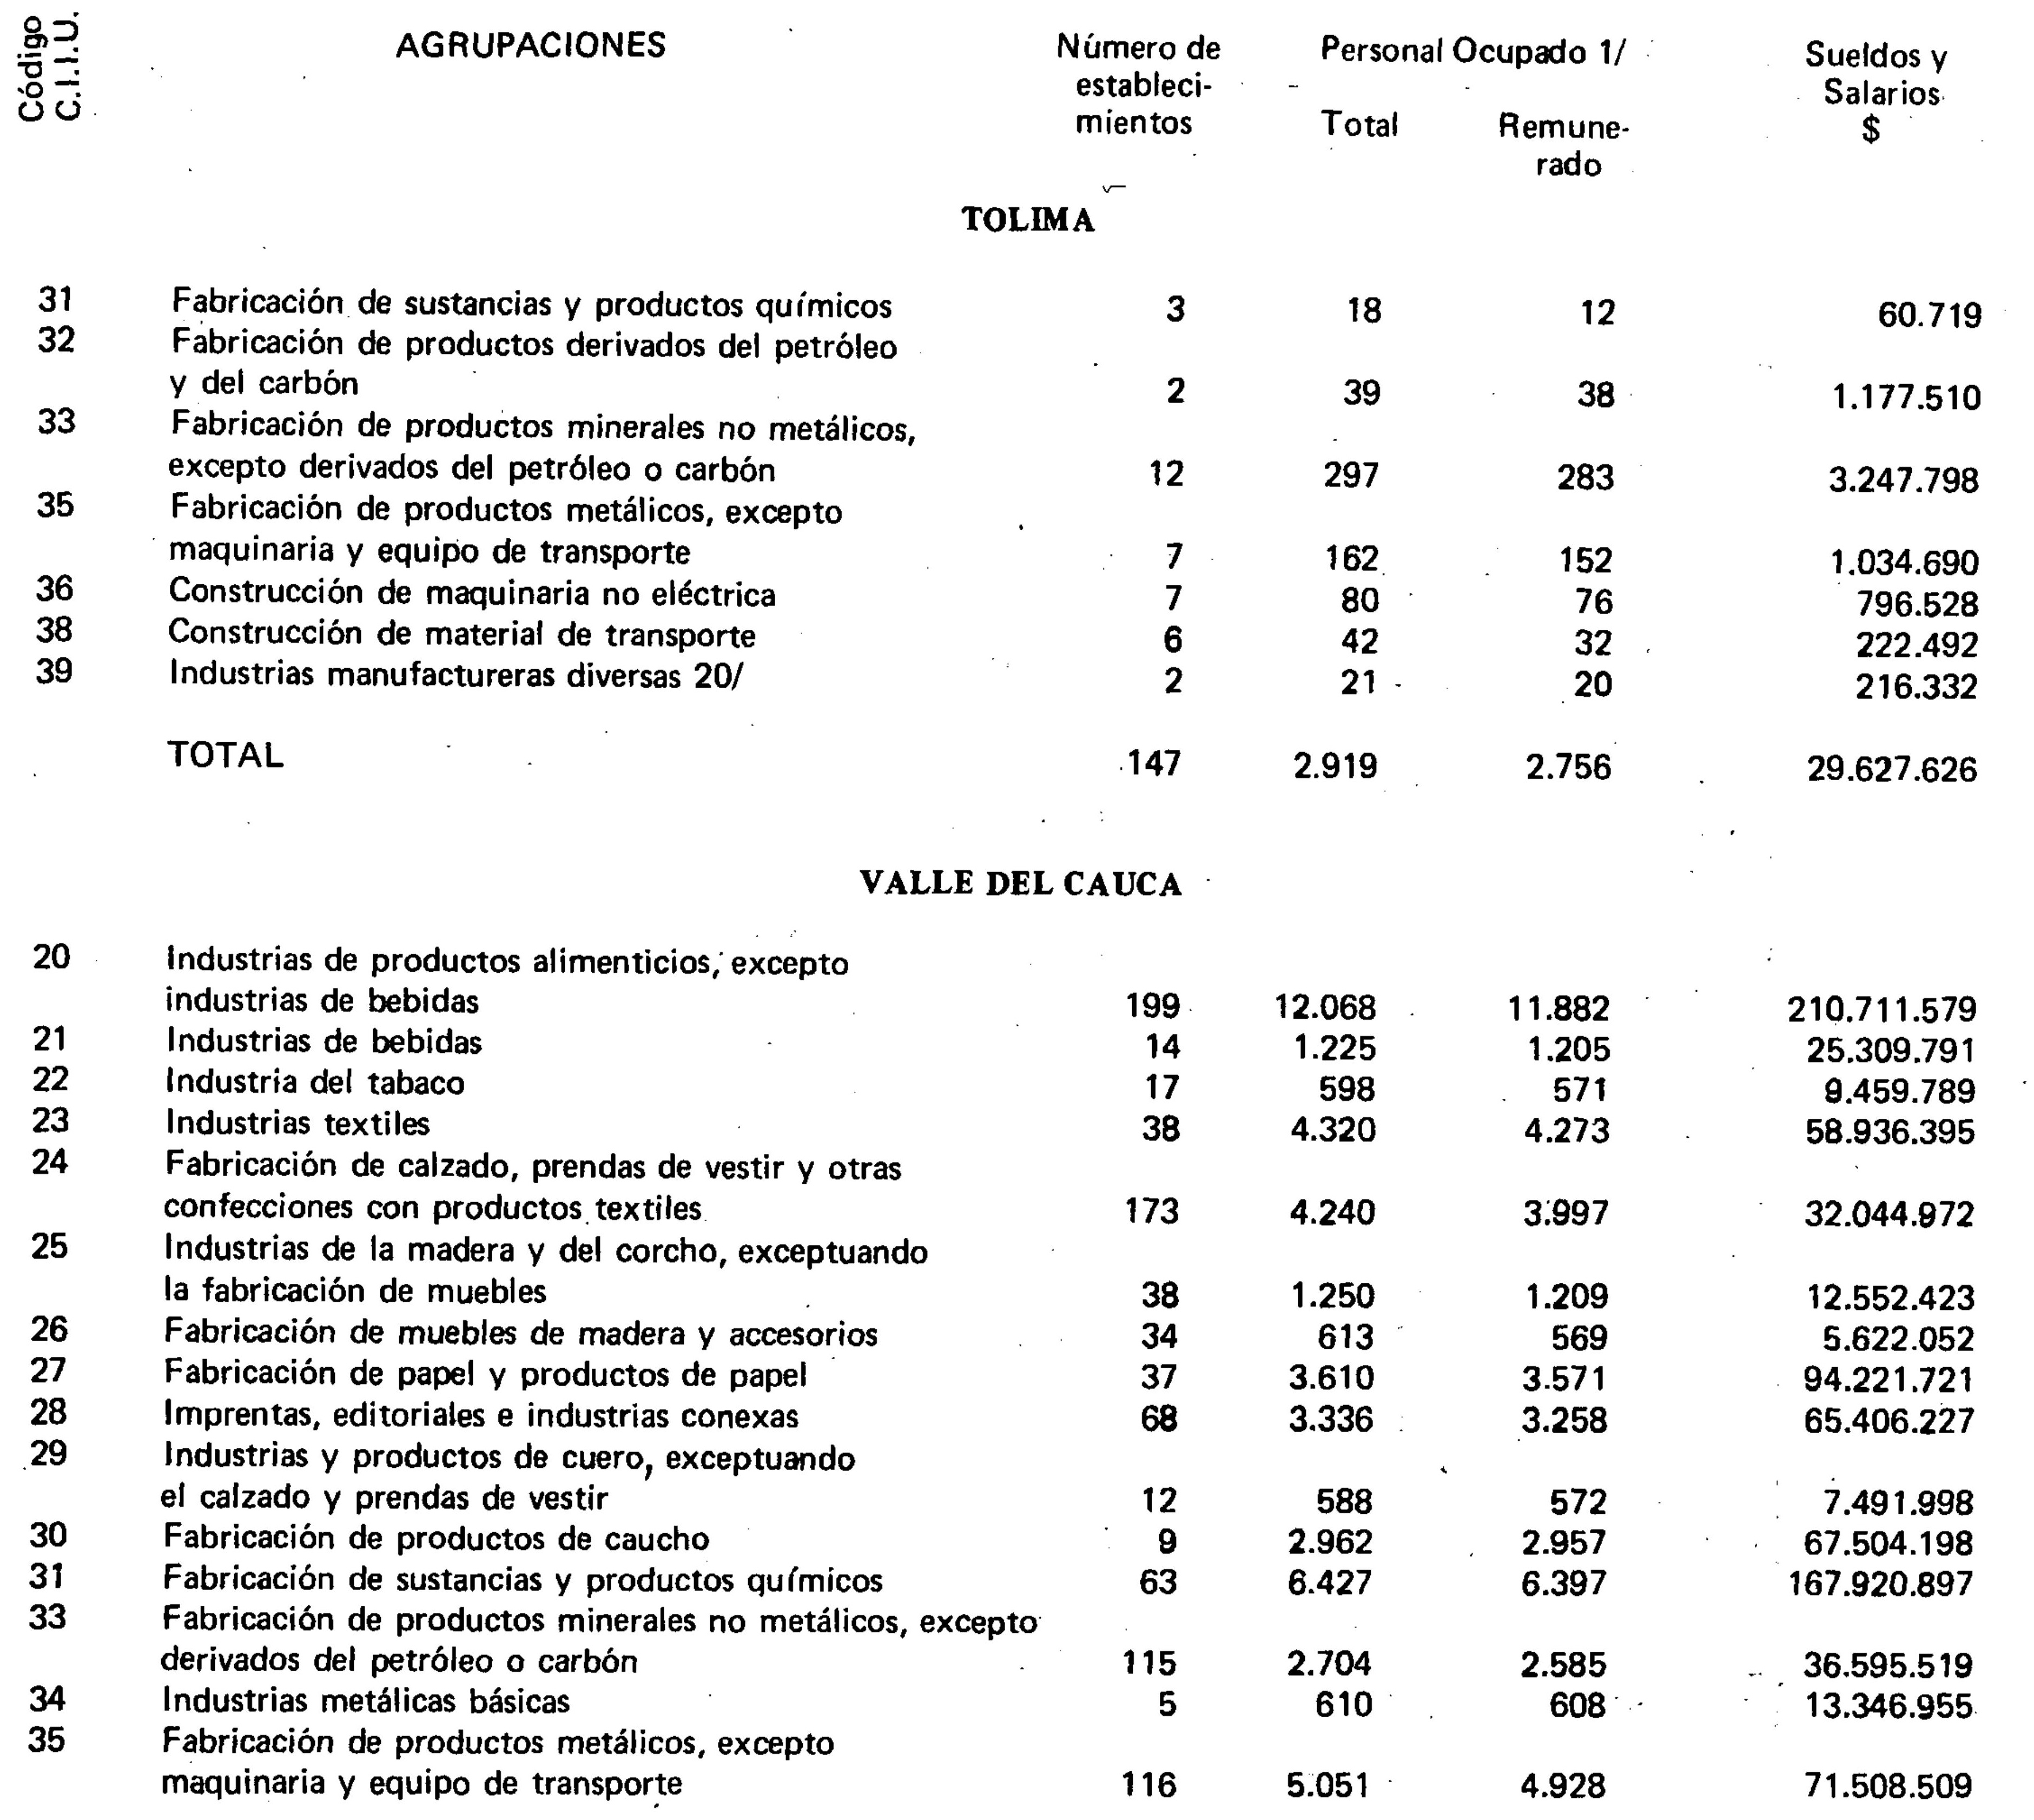 Código C.I.I.U. AGRUPACIONES Número de estableci- mientos Personal Ocupado 1/ Sueldos y Salarios $
Total Remune- rado
TOLIMA
31 Fabricación de sustancias y productos químicos 3 18 12 60.719
32 Fabricación de productos derivados del petróleo
y del carbón 2 39 38 1.177.510
33 Fabricación de productos minerales no metálicos,
excepto derivados del petróleo o carbón 12 297 283 3.247.798
35 Fabricación de productos metálicos, excepto
maquinaria y equipo de transporte 7 162 152 1.034.690
36 Construcción de maquinaria no eléctrica 7 80 76 796.528
38 Construcción de material de transporte 6 42 32 222.492
39 Industrias manufactureras diversas 20/ 2 21 20 216.332
TOTAL 147 2.919 2.756 29.627.626
VALLE DEL CAUCA
20 Industrias de productos alimenticios, excepto
industrias de bebidas 199 12.068 11.882 210.711.579
21 Industrias de bebidas 14 1.225 1.205 25.309.791
22 Industria del tabaco 17 598 571 9.459.789
23 Industrias textiles 38 4.320 4.273 58.936.395
24 Fabricación de calzado, prendas de vestir y otras
confecciones con productos textiles 173 4.240 3.997 32.044.972
25 Industrias de la madera y del corcho, exceptuando
la fabricación de muebles 38 1.250 1.209 12.552.423
26 Fabricación de muebles de madera y accesorios 34 613 569 5.622.052
27 Fabricación de papel y productos de papel 37 3.610 3.571 94.221.721
28 Imprentas, editoriales e industrias conexas 68 3.336 3.258 65.406.227
29 Industrias y productos de cuero, exceptuando
el calzado y prendas de vestir 12 588 572 7.491.998
30 Fabricación de productos de caucho 9 2.962 2.957 67.504.198
31 Fabricación de sustancias y productos químicos 63 6.427 6.397 167.920.897
33 Fabricación de productos minerales no metálicos, excepto
derivados del petróleo o carbón 115 2.704 2.585 36.595.519
34 Industrias metálicas básicas 5 610 608 13.346.955
35 Fabricación de productos metálicos, excepto
maquinaria y equipo de transporte 116 5.051 4.928 71.508.509